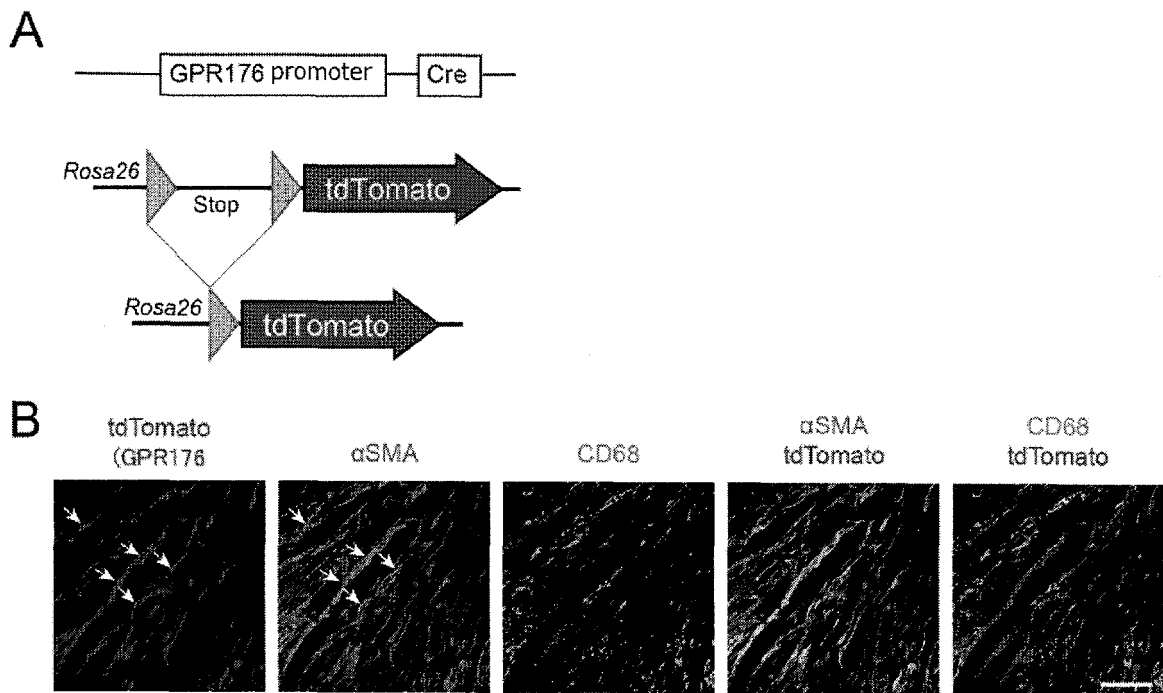 A
GPR176 promoter
Cre
Rosa26
Stop
tdTomato
Rosa26
tdTomato
B
tdTomato
(GPR176
αSMA
CD68
αSMA
tdTomato
CD68
tdTomato